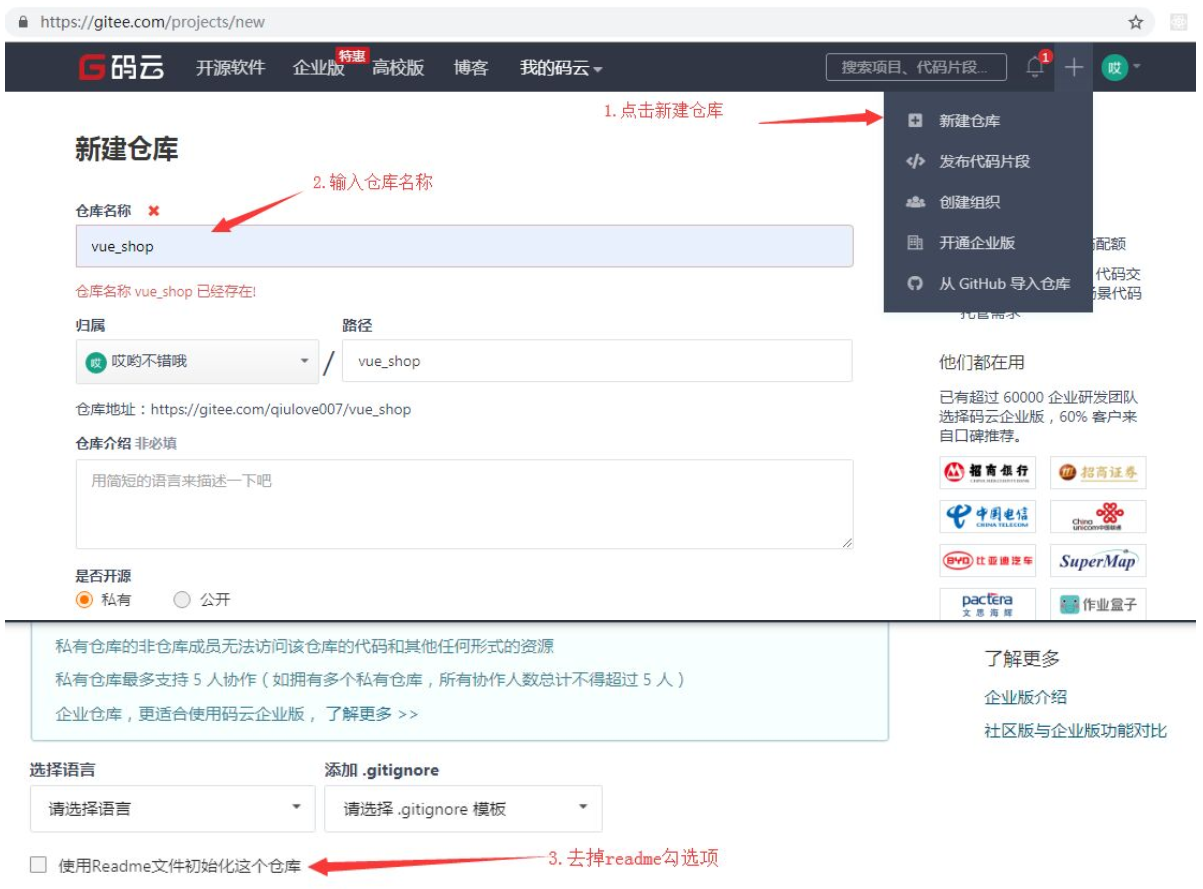 https://gitee.com/projects/new
G码云 开源软件 企业版 特惠 高校版 博客 我的码云 搜索项目、代码片段... 1 哎
1.点击新建仓库
新建仓库
发布代码片段
创建组织
开通企业版
从 GitHub 导入仓库
新建仓库
2.输入仓库名称
仓库名称
vue_shop
仓库名称 vue_shop 已经存在!
归属 路径
哎 哎哟不错哦 / vue_shop
仓库地址：https://gitee.com/qiulove007/vue_shop
仓库介绍 非必填
用简短的语言来描述一下吧
是否开源
私有 公开
配额
代码交
景代码
托管需求
他们都在用
已有超过 60000 企业研发团队
选择码云企业版，60% 客户来
自口碑推荐。
招商银行 招商证券
中国电信 CHINA TELECOM China unicom中国联通
BYD 比亚迪汽车 SuperMap
pactera 文思海辉 作业盒子
私有仓库的非仓库成员无法访问该仓库的代码和其他任何形式的资源
私有仓库最多支持 5 人协作（如拥有多个私有仓库，所有协作人数总计不得超过 5 人）
企业仓库，更适合使用码云企业版，了解更多 >>
了解更多
企业版介绍
社区版与企业版功能对比
选择语言 添加 .gitignore
请选择语言 请选择 .gitignore 模板
使用Readme文件初始化这个仓库
3.去掉readme勾选项